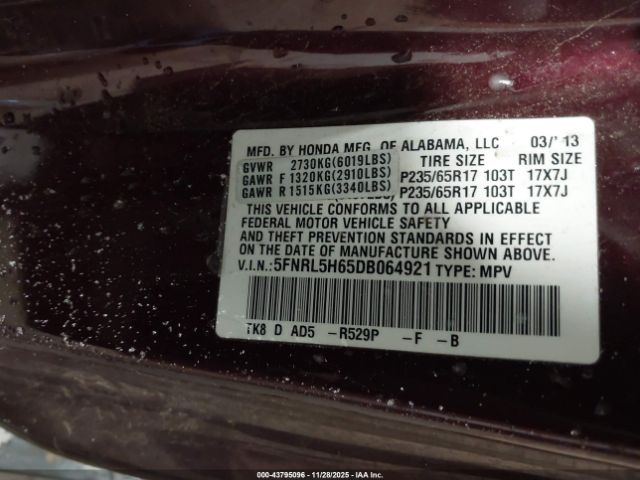 MFD. BY HONDA MFG. OF ALABAMA, LLC 03/13
GVWR 2730KG(6019LBS) TIRE SIZE RIM SIZE
GAWR F 1320KG(2910LBS) P235/65R17 103T 17X7J
GAWR R 1515KG(3340LBS) P235/65R17 103T 17X7J
THIS VEHICLE CONFORMS TO ALL APPLICABLE
FEDERAL MOTOR VEHICLE SAFETY
AND THEFT PREVENTION STANDARDS IN EFFECT
ON THE DATE OF MANUFACTURE SHOWN ABOVE.
V.I.N.: 5FNRL5H65DB064921 TYPE: MPV
TK8 D AD5 -R529P -F -B
000-43795096 - 11/28/2025 - IAA Corp.